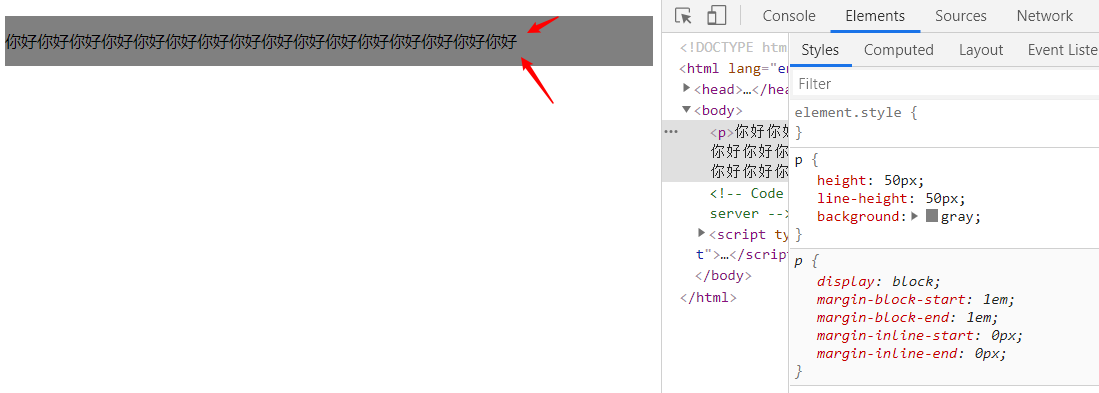 你好你好你好你好你好你好你好你好你好你好你好你好你好你好你好你好
Console Elements Sources Network
Styles Computed Layout Event Liste
Filter
<!DOCTYPE htm
<html lang="en
<head>…</hea
<body>
<p>你好你好
你好你好你
你好你好你
<!-- Code
server -->
<script ty
t">…</script
</body>
</html>
element.style {
}
p {
height: 50px;
line-height: 50px;
background: gray;
}
p {
display: block;
margin-block-start: 1em;
margin-block-end: 1em;
margin-inline-start: 0px;
margin-inline-end: 0px;
}